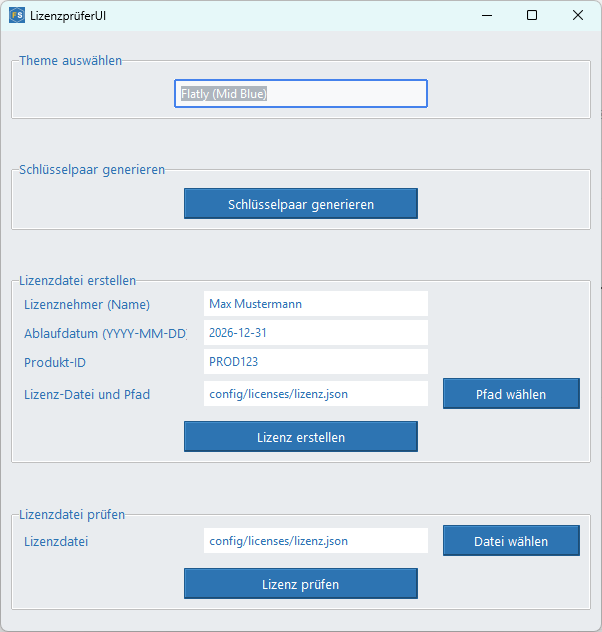 FS LizenzprüferUI
Theme auswählen
Flatly (Mid Blue)
Schlüsselpaar generieren
Schlüsselpaar generieren
Lizenzdatei erstellen
Lizenznehmer (Name) Max Mustermann
Ablaufdatum (YYYY-MM-DD) 2026-12-31
Produkt-ID PROD123
Lizenz-Datei und Pfad config/licenses/lizenz.json Pfad wählen
Lizenz erstellen
Lizenzdatei prüfen
Lizenzdatei config/licenses/lizenz.json Datei wählen
Lizenz prüfen